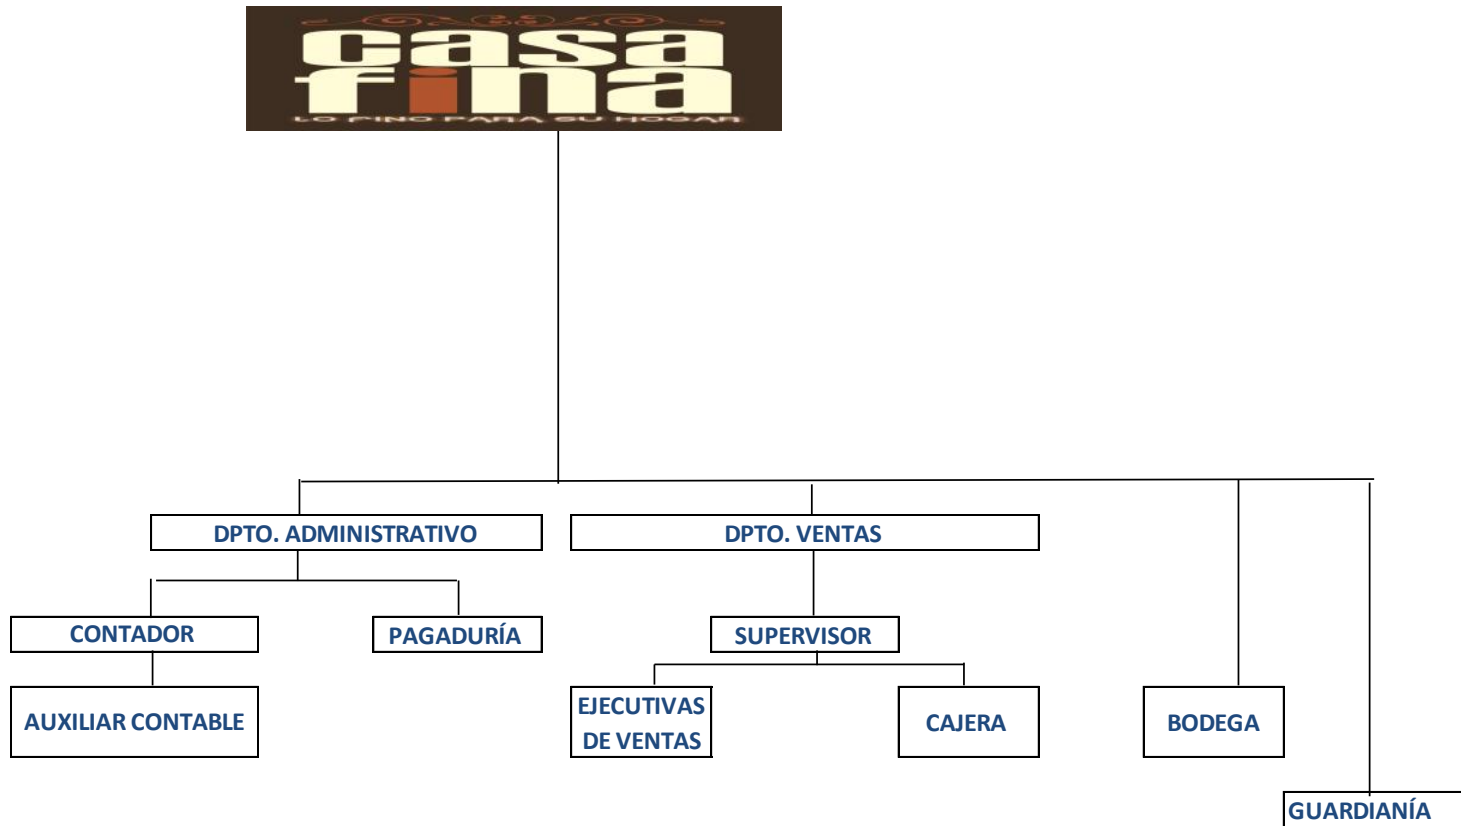 casa
fina
LO FINO PARA SU HOGAR
DPTO. ADMINISTRATIVO
DPTO. VENTAS
CONTADOR
PAGADURÍA
SUPERVISOR
AUXILIAR CONTABLE
EJECUTIVAS
DE VENTAS
CAJERA
BODEGA
GUARDIANÍA